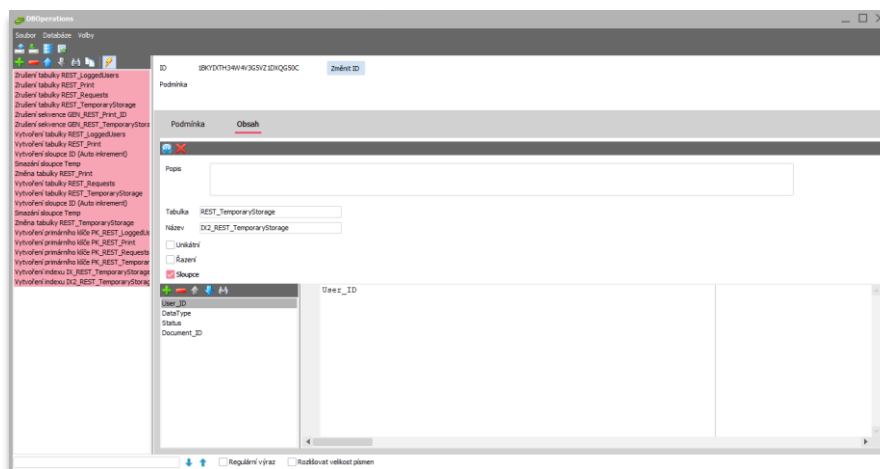 DBOperations
Soubor Databáze Volby
Zrušení tabulky REST_LoggedUsers
Zrušení tabulky REST_Print
Zrušení tabulky REST_Requests
Zrušení tabulky REST_TemporaryStorage
Zrušení sekvence GEN_REST_Print_ID
Zrušení sekvence GEN_REST_TemporaryStora
Vytvoření tabulky REST_LoggedUsers
Vytvoření tabulky REST_Print
Vytvoření sloupce ID (Auto inkrement)
Smazání sloupce Temp
Změna tabulky REST_Print
Vytvoření tabulky REST_Requests
Vytvoření tabulky REST_TemporaryStorage
Vytvoření sloupce ID (Auto inkrement)
Smazání sloupce Temp
Změna tabulky REST_TemporaryStorage
Vytvoření primárního klíče PK_REST_LoggedUs
Vytvoření primárního klíče PK_REST_Print
Vytvoření primárního klíče PK_REST_Requests
Vytvoření primárního klíče PK_REST_Temporar
Vytvoření indexu IX_REST_TemporaryStorage
Vytvoření indexu IX2_REST_TemporaryStorag
ID Změnit ID
Podmínka
Podmínka Obsah
Popis
Tabulka REST_TemporaryStorage
Název IX2_REST_TemporaryStorage
Unikátní
Řazení
Sloupce
User_ID
DataType
Status
Document_ID
User_ID
Regulární výraz Rozlišovat velikost písmen